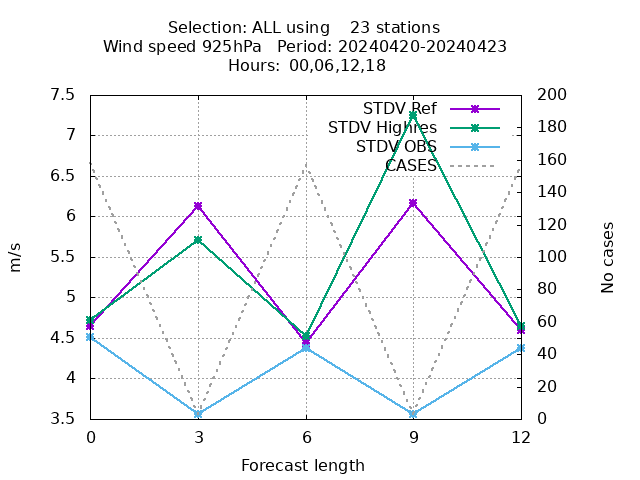 Selection: ALL using    23 stations
Wind speed 925hPa   Period: 20240420-20240423
Hours: 00,06,12,18
STDV Ref
STDV Highres
STDV OBS
CASES
7.5
7
6.5
6
5.5
5
4.5
4
3.5
200
180
160
140
120
100
80
60
40
20
0
m/s
No cases
0 3 6 9 12
Forecast length